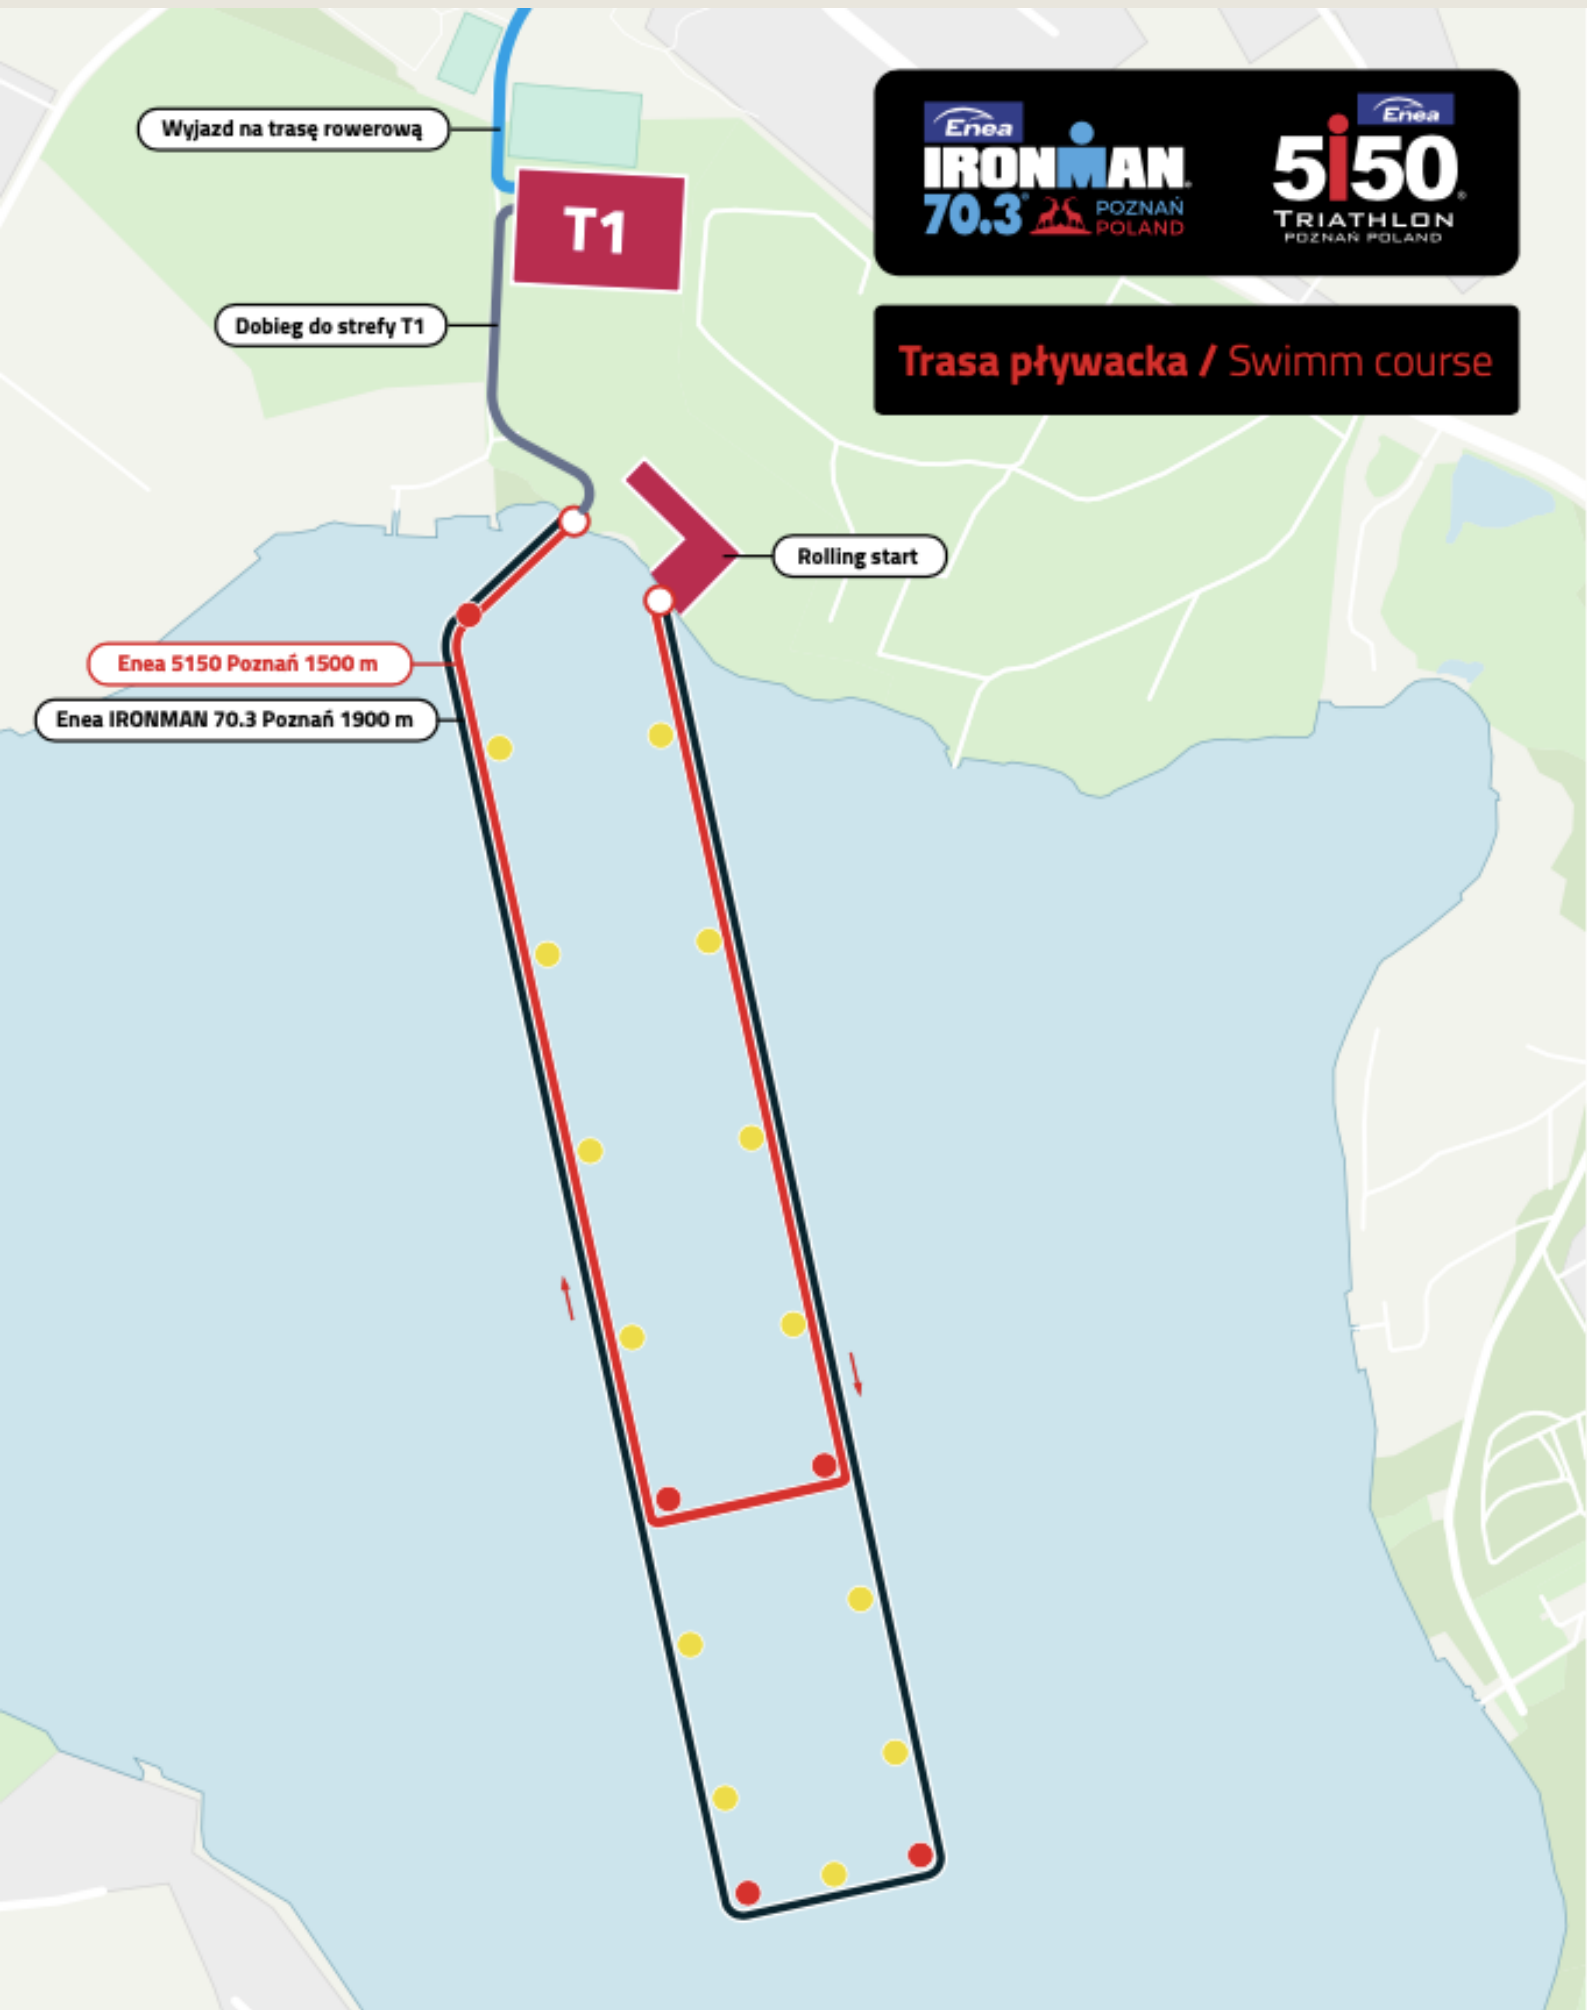 Wyjazd na trasę rowerową
T1
Dobieg do strefy T1
Enea
IRONMAN
70.3
POZNAŃ
POLAND
Enea
5i50
TRIATHLON
POZNAŃ POLAND
Trasa pływacka / Swimm course
Rolling start
Enea 5150 Poznań 1500 m
Enea IRONMAN 70.3 Poznań 1900 m